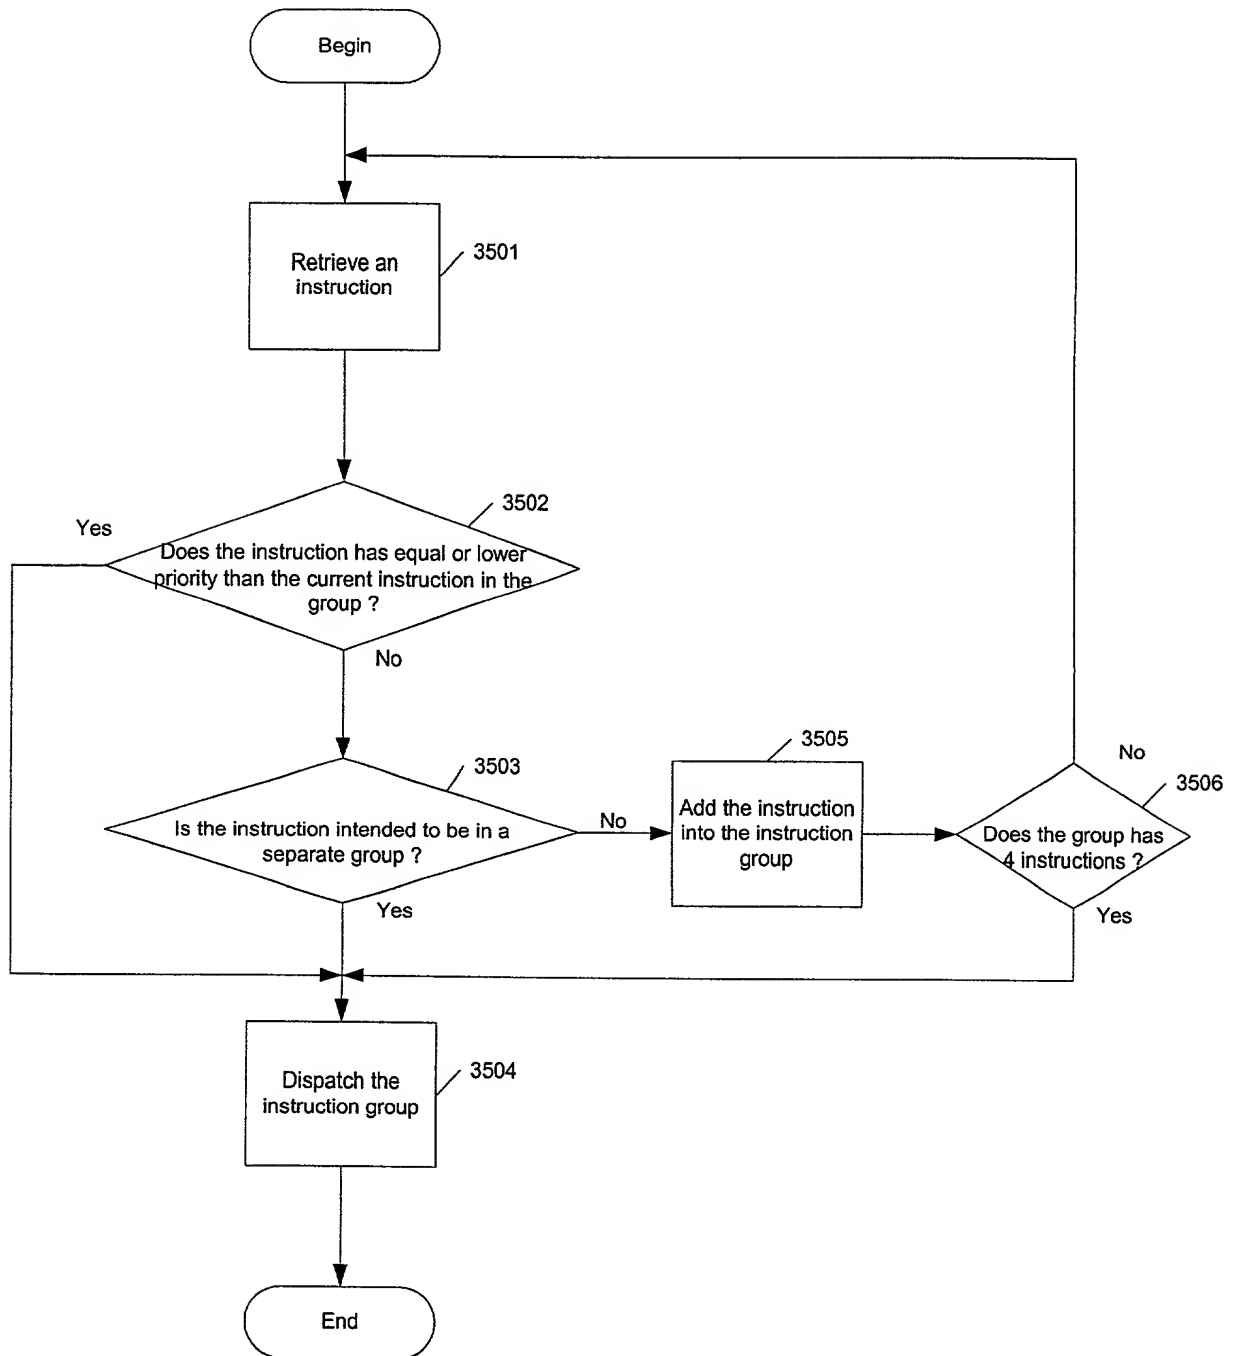 Begin
Retrieve an
instruction
3501
3502
Yes
Does the instruction has equal or lower
priority than the current instruction in the
group ?
No
3503
Is the instruction intended to be in a
separate group ?
No
Yes
3505
Add the instruction
into the instruction
group
No
3506
Does the group has
4 instructions ?
Yes
Dispatch the
instruction group
3504
End